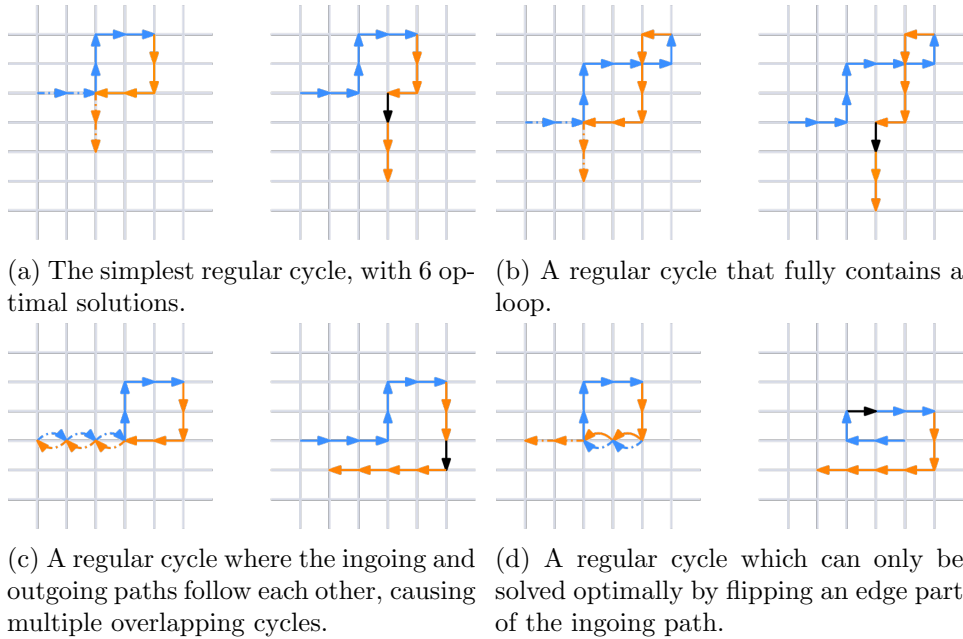 (a) The simplest regular cycle, with 6 op-
timal solutions.
(b) A regular cycle that fully contains a
loop.
(c) A regular cycle where the ingoing and
outgoing paths follow each other, causing
multiple overlapping cycles.
(d) A regular cycle which can only be
solved optimally by flipping an edge part
of the ingoing path.